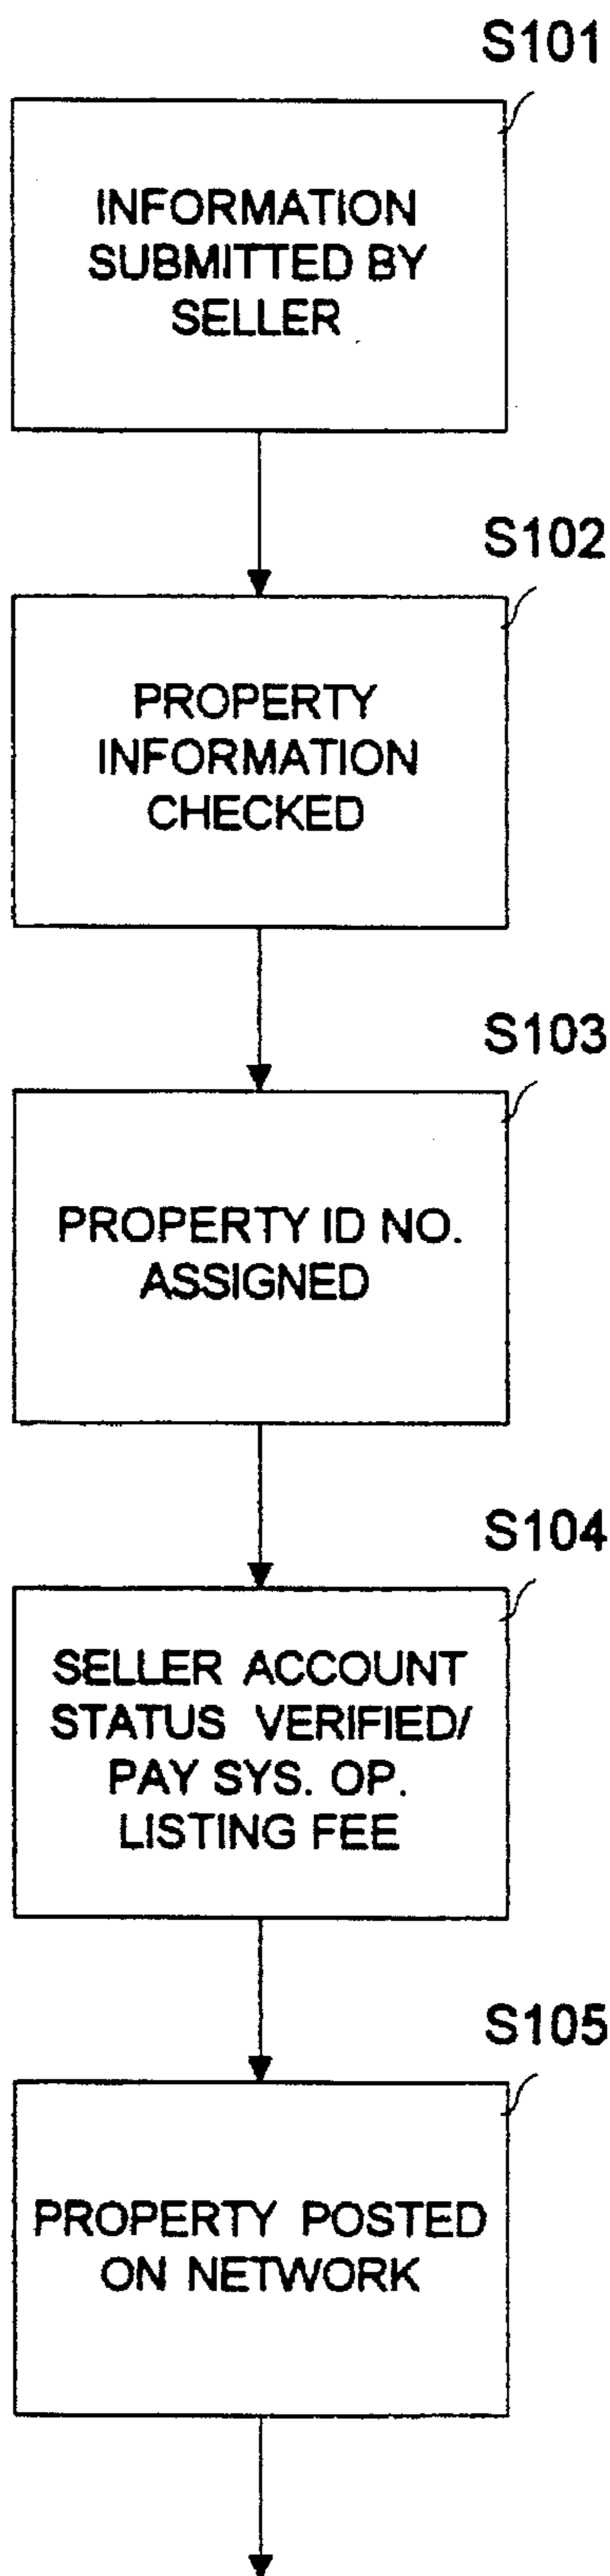 S101
INFORMATION
SUBMITTED BY
SELLER
S102
PROPERTY
INFORMATION
CHECKED
S103
PROPERTY ID NO.
ASSIGNED
S104
SELLER ACCOUNT
STATUS VERIFIED/
PAY SYS. OP.
LISTING FEE
S105
PROPERTY POSTED
ON NETWORK